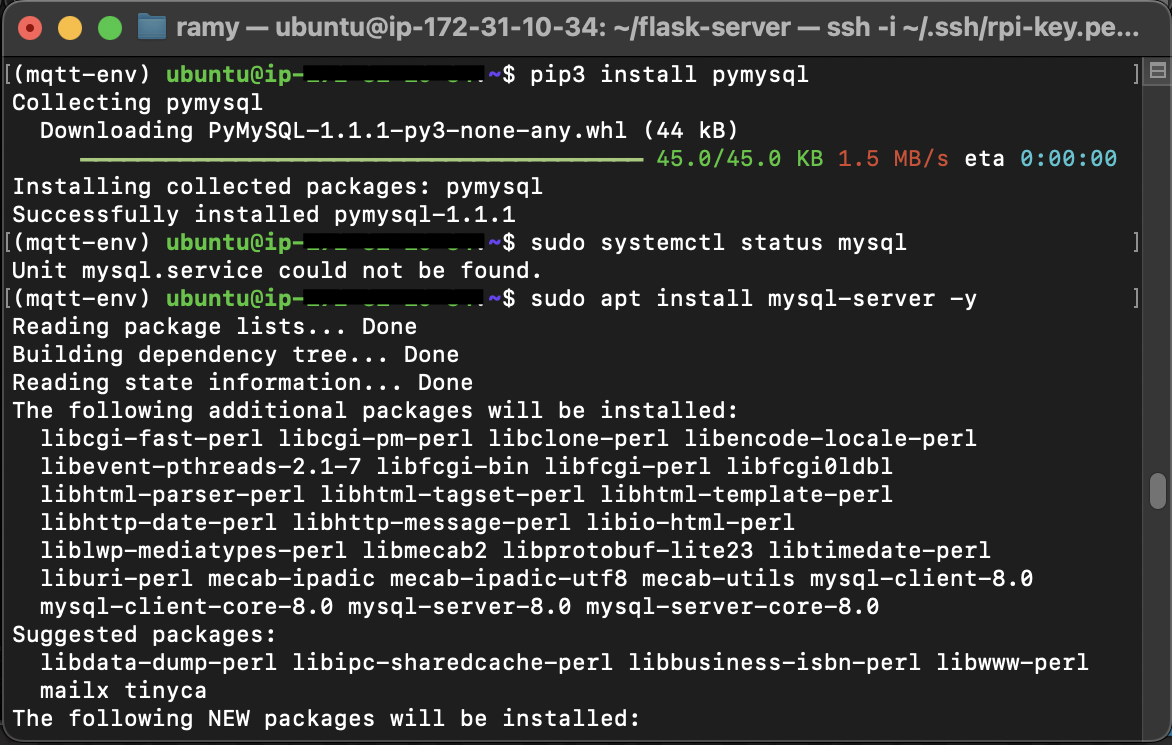 ramy — ubuntu@ip-172-31-10-34: ~/flask-server — ssh -i ~/.ssh/rpi-key.pe...
[(mqtt-env) ubuntu@ip- ~$ pip3 install pymysql ]
Collecting pymysql
  Downloading PyMySQL-1.1.1-py3-none-any.whl (44 kB)
45.0/45.0 KB 1.5 MB/s eta 0:00:00
Installing collected packages: pymysql
Successfully installed pymysql-1.1.1
[(mqtt-env) ubuntu@ip- ~$ sudo systemctl status mysql ]
Unit mysql.service could not be found.
[(mqtt-env) ubuntu@ip- ~$ sudo apt install mysql-server -y ]
Reading package lists... Done
Building dependency tree... Done
Reading state information... Done
The following additional packages will be installed:
  libcgi-fast-perl libcgi-pm-perl libclone-perl libencode-locale-perl
  libevent-pthreads-2.1-7 libfcgi-bin libfcgi-perl libfcgi0ldbl
  libhtml-parser-perl libhtml-tagset-perl libhtml-template-perl
  libhttp-date-perl libhttp-message-perl libio-html-perl
  liblwp-mediatypes-perl libmecab2 libprotobuf-lite23 libtimedate-perl
  liburi-perl mecab-ipadic mecab-ipadic-utf8 mecab-utils mysql-client-8.0
  mysql-client-core-8.0 mysql-server-8.0 mysql-server-core-8.0
Suggested packages:
  libdata-dump-perl libipc-sharedcache-perl libbusiness-isbn-perl libwww-perl
  mailx tinyca
The following NEW packages will be installed: